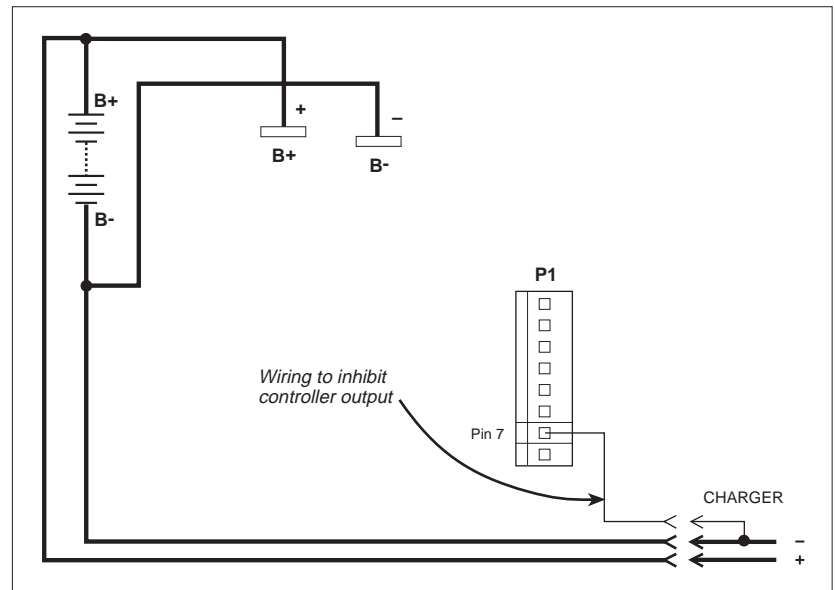 B+
+
–
B+
B-
B-
P1
Wiring to inhibit
controller output
Pin 7
CHARGER
–
+